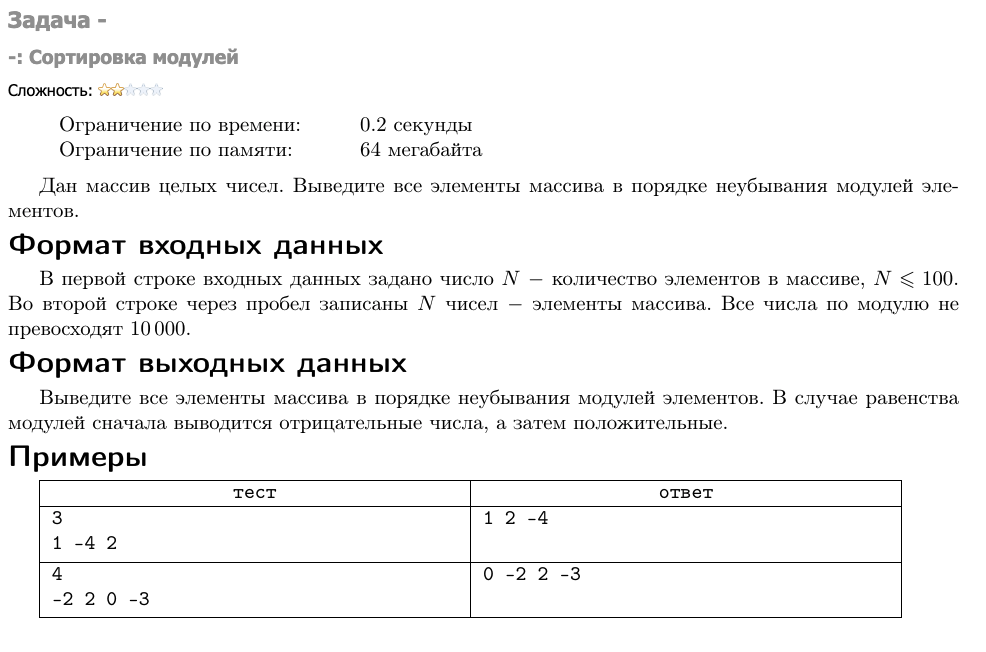 Задача -
-: Сортировка модулей
Сложность:
Ограничение по времени: 0.2 секунды
Ограничение по памяти: 64 мегабайта
Дан массив целых чисел. Выведите все элементы массива в порядке неубывания модулей эле-
ментов.
Формат входных данных
В первой строке входных данных задано число N − количество элементов в массиве, N ⩽ 100.
Во второй строке через пробел записаны N чисел − элементы массива. Все числа по модулю не
превосходят 10 000.
Формат выходных данных
Выведите все элементы массива в порядке неубывания модулей элементов. В случае равенства
модулей сначала выводится отрицательные числа, а затем положительные.
Примеры
тест ответ
3 1 2 -4
1 -4 2
4 0 -2 2 -3
-2 2 0 -3